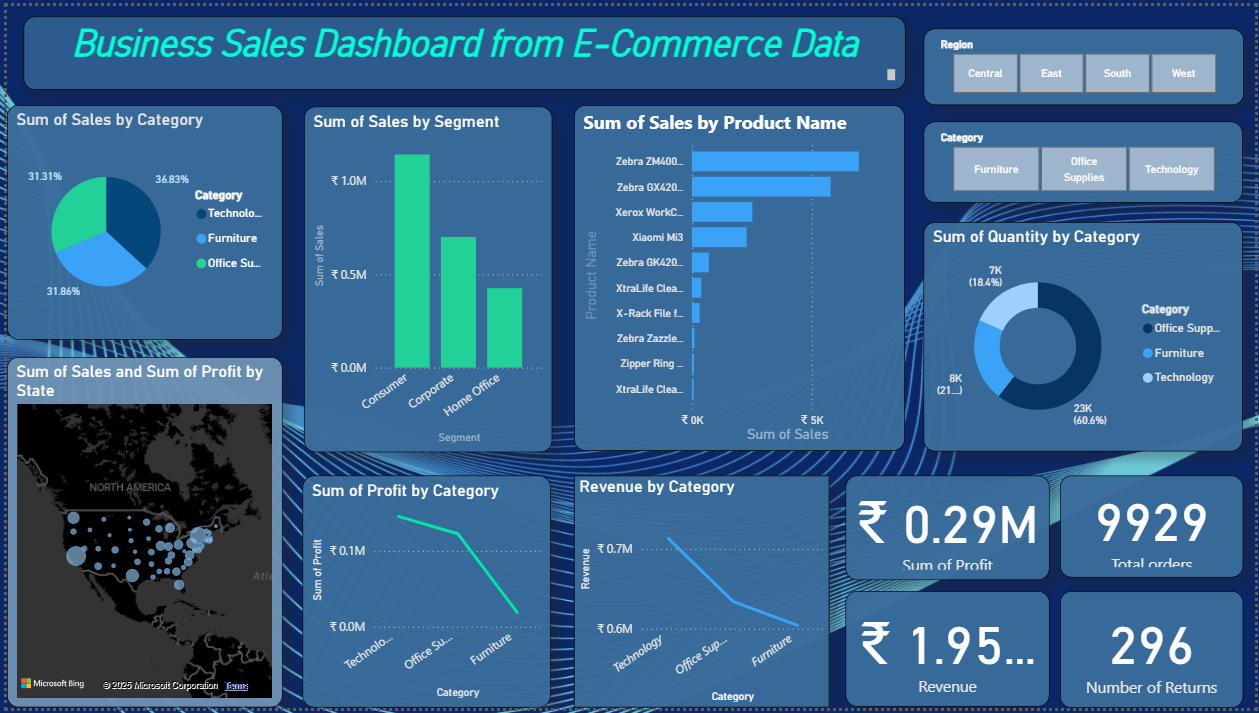 Business Sales Dashboard from E-Commerce Data
Region
Central
East
South
West
Category
Furniture
Office
Supplies
Technology
Sum of Sales by Category
31.31%
36.83%
31.86%
Category
Technolo...
Furniture
Office Su...
Sum of Sales by Segment
Sum of Sales
₹ 1.0M
₹ 0.5M
₹ 0.0M
Consumer
Corporate
Home Office
Segment
Sum of Sales by Product Name
Product Name
Zebra ZM400...
Zebra GX420...
Xerox WorkC...
Xiaomi Mi3
Zebra GK420...
XtraLife Clea...
X-Rack File f...
Zebra Zazzle...
Zipper Ring ...
XtraLife Clea...
₹ 0K
₹ 5K
Sum of Sales
Sum of Quantity by Category
7K
(18.4%)
8K
(21...)
23K
(60.6%)
Category
Office Supp...
Furniture
Technology
Sum of Sales and Sum of Profit by
State
NORTH AMERICA
Atl
Microsoft Bing
© 2025 Microsoft Corporation
Terms
Sum of Profit by Category
Sum of Profit
₹ 0.1M
₹ 0.0M
Technolo...
Office Su...
Furniture
Category
Revenue by Category
Revenue
₹ 0.7M
₹ 0.6M
Technology
Office Sup...
Furniture
Category
₹ 0.29M
Sum of Profit
9929
Total orders
₹ 1.95...
Revenue
296
Number of Returns